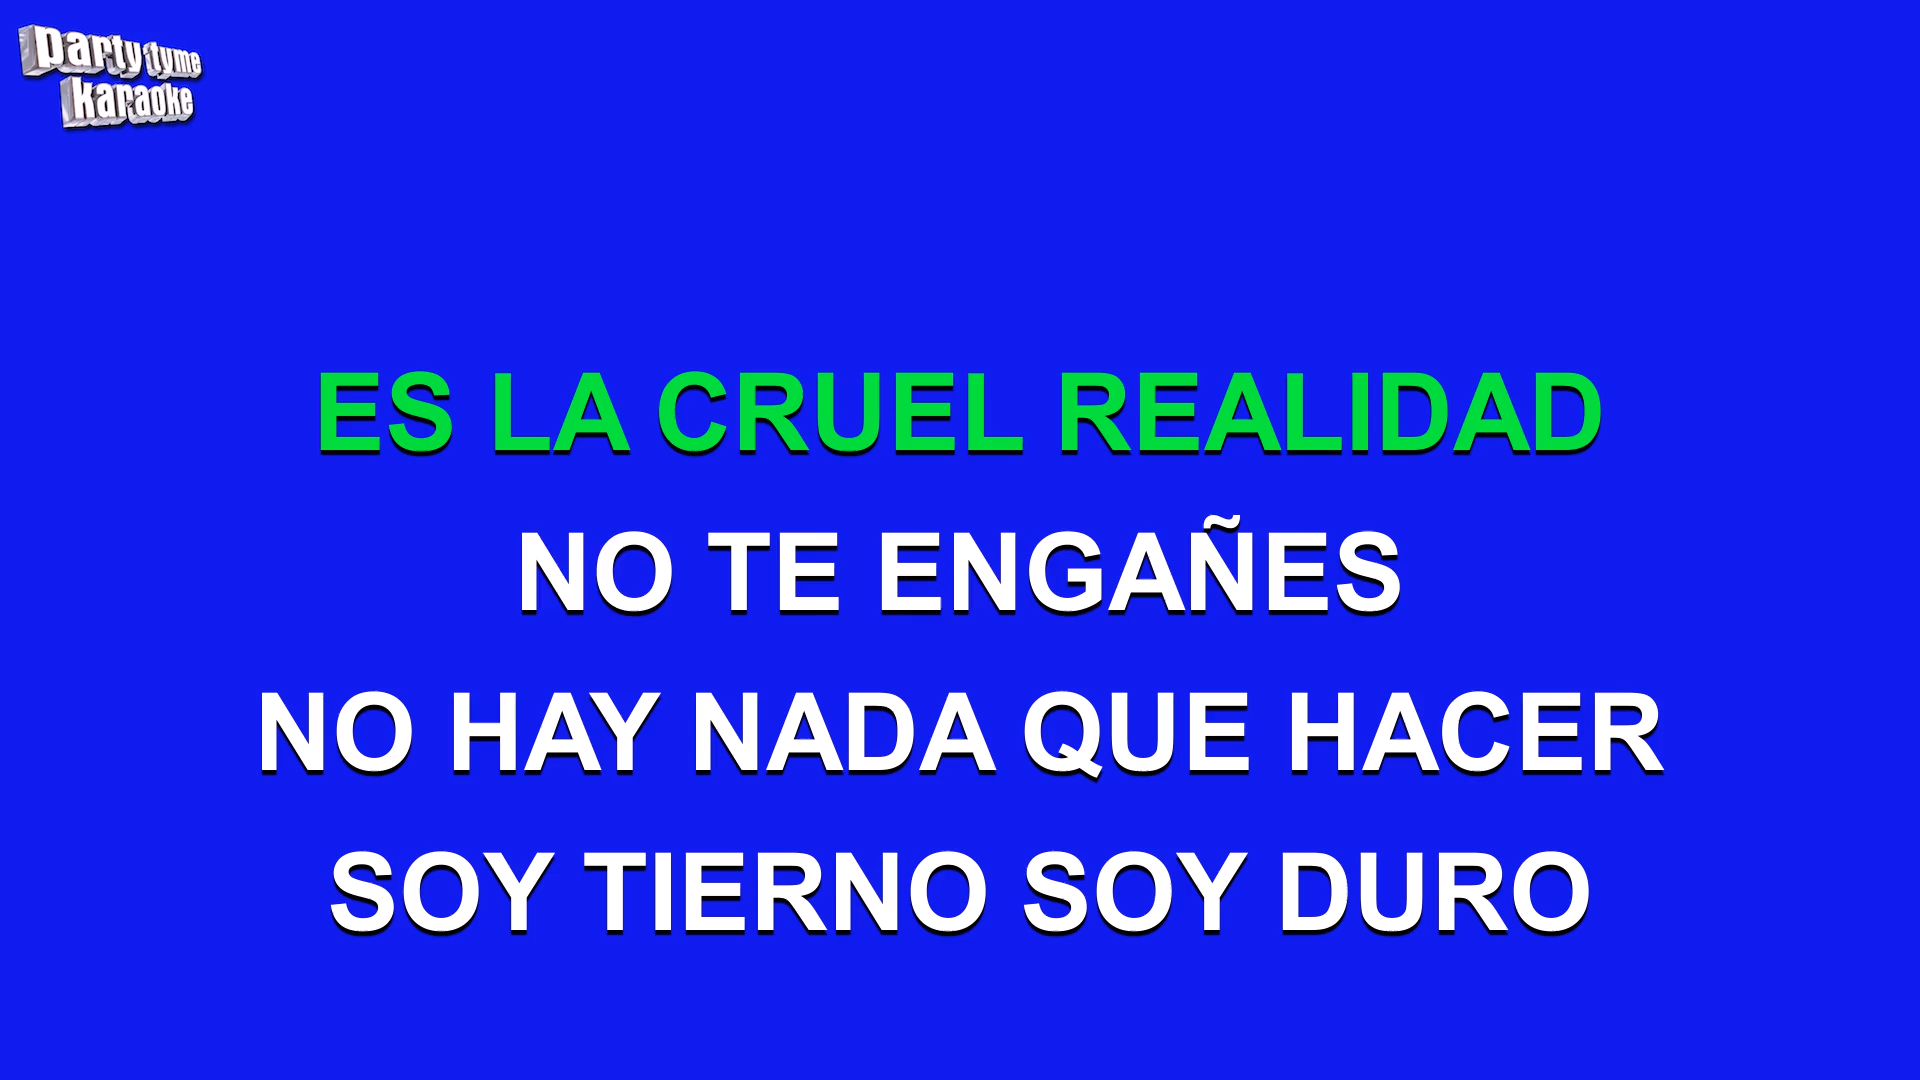 party tyme
karaoke
ES LA CRUEL REALIDAD
NO TE ENGAÑES
NO HAY NADA QUE HACER
SOY TIERNO SOY DURO